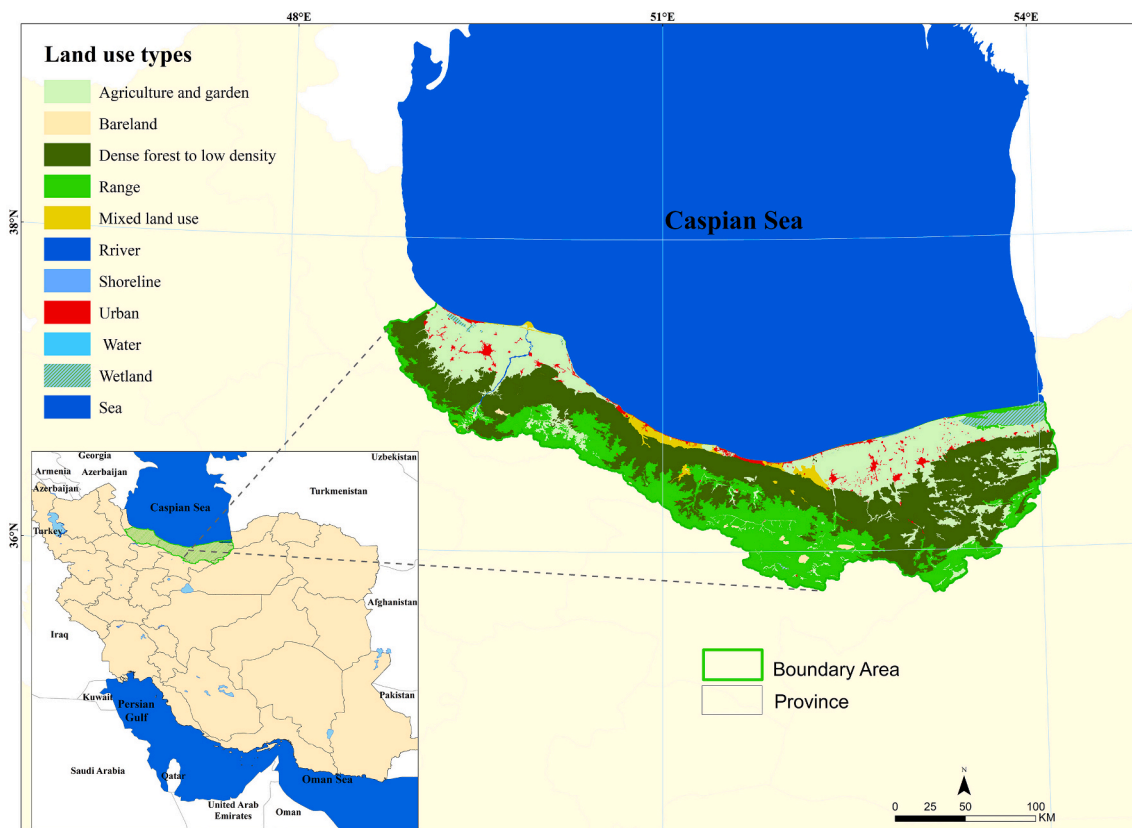 48°E
51°E
54°E
38°N
36°N
Land use types
Agriculture and garden
Bareland
Dense forest to low density
Range
Mixed land use
Rriver
Shoreline
Urban
Water
Wetland
Sea
Caspian Sea
Georgia
Armenia
Azerbaijan
Azerbaijan
Uzbekistan
Turkmenistan
Caspian Sea
Turkey
Afghanistan
Iraq
Kuwait
Pakistan
Persian
Gulf
Saudi Arabia
Qatar
Oman Sea
United Arab
Emirates
Oman
Boundary Area
Province
N
0 25 50 100
KM